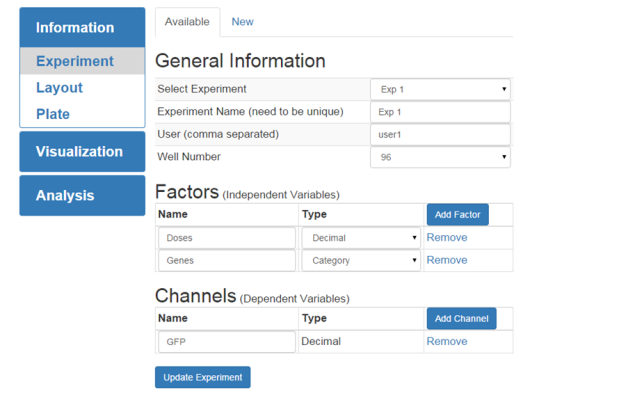 Information
Experiment
Layout
Plate
Visualization
Analysis
Available New
General Information
Select Experiment Exp 1
Experiment Name (need to be unique) Exp 1
User (comma separated) user1
Well Number 96
Factors (Independent Variables)
Name Type Add Factor
Doses Decimal Remove
Genes Category Remove
Channels (Dependent Variables)
Name Type Add Channel
GFP Decimal Remove
Update Experiment